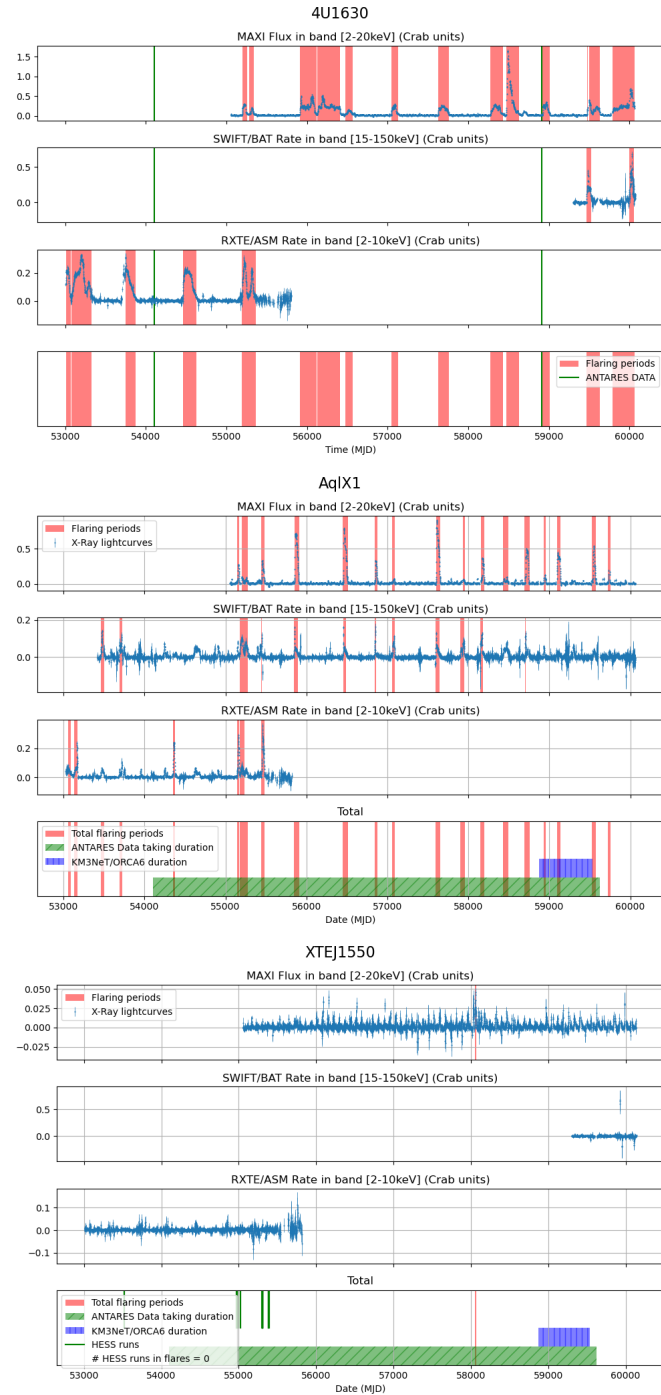 4U1630
MAXI Flux in band [2-20keV] (Crab units)
1.5
1.0
0.5
0.0
SWIFT/BAT Rate in band [15-150keV] (Crab units)
0.5
0.0
RXTE/ASM Rate in band [2-10keV] (Crab units)
0.2
0.0
Flaring periods
ANTARES DATA
53000 54000 55000 56000 57000 58000 59000 60000
Time (MJD)
AqlX1
MAXI Flux in band [2-20keV] (Crab units)
Flaring periods
X-Ray lightcurves
0.5
0.0
SWIFT/BAT Rate in band [15-150keV] (Crab units)
0.2
0.0
RXTE/ASM Rate in band [2-10keV] (Crab units)
0.2
0.0
Total
Total flaring periods
ANTARES Data taking duration
KM3NeT/ORCA6 duration
53000 54000 55000 56000 57000 58000 59000 60000
Date (MJD)
XTEJ1550
MAXI Flux in band [2-20keV] (Crab units)
0.050
Flaring periods
0.025
X-Ray lightcurves
0.000
−0.025
SWIFT/BAT Rate in band [15-150keV] (Crab units)
0.5
0.0
RXTE/ASM Rate in band [2-10keV] (Crab units)
0.1
0.0
−0.1
Total
Total flaring periods
ANTARES Data taking duration
KM3NeT/ORCA6 duration
HESS runs
# HESS runs in flares = 0
53000 54000 55000 56000 57000 58000 59000 60000
Date (MJD)